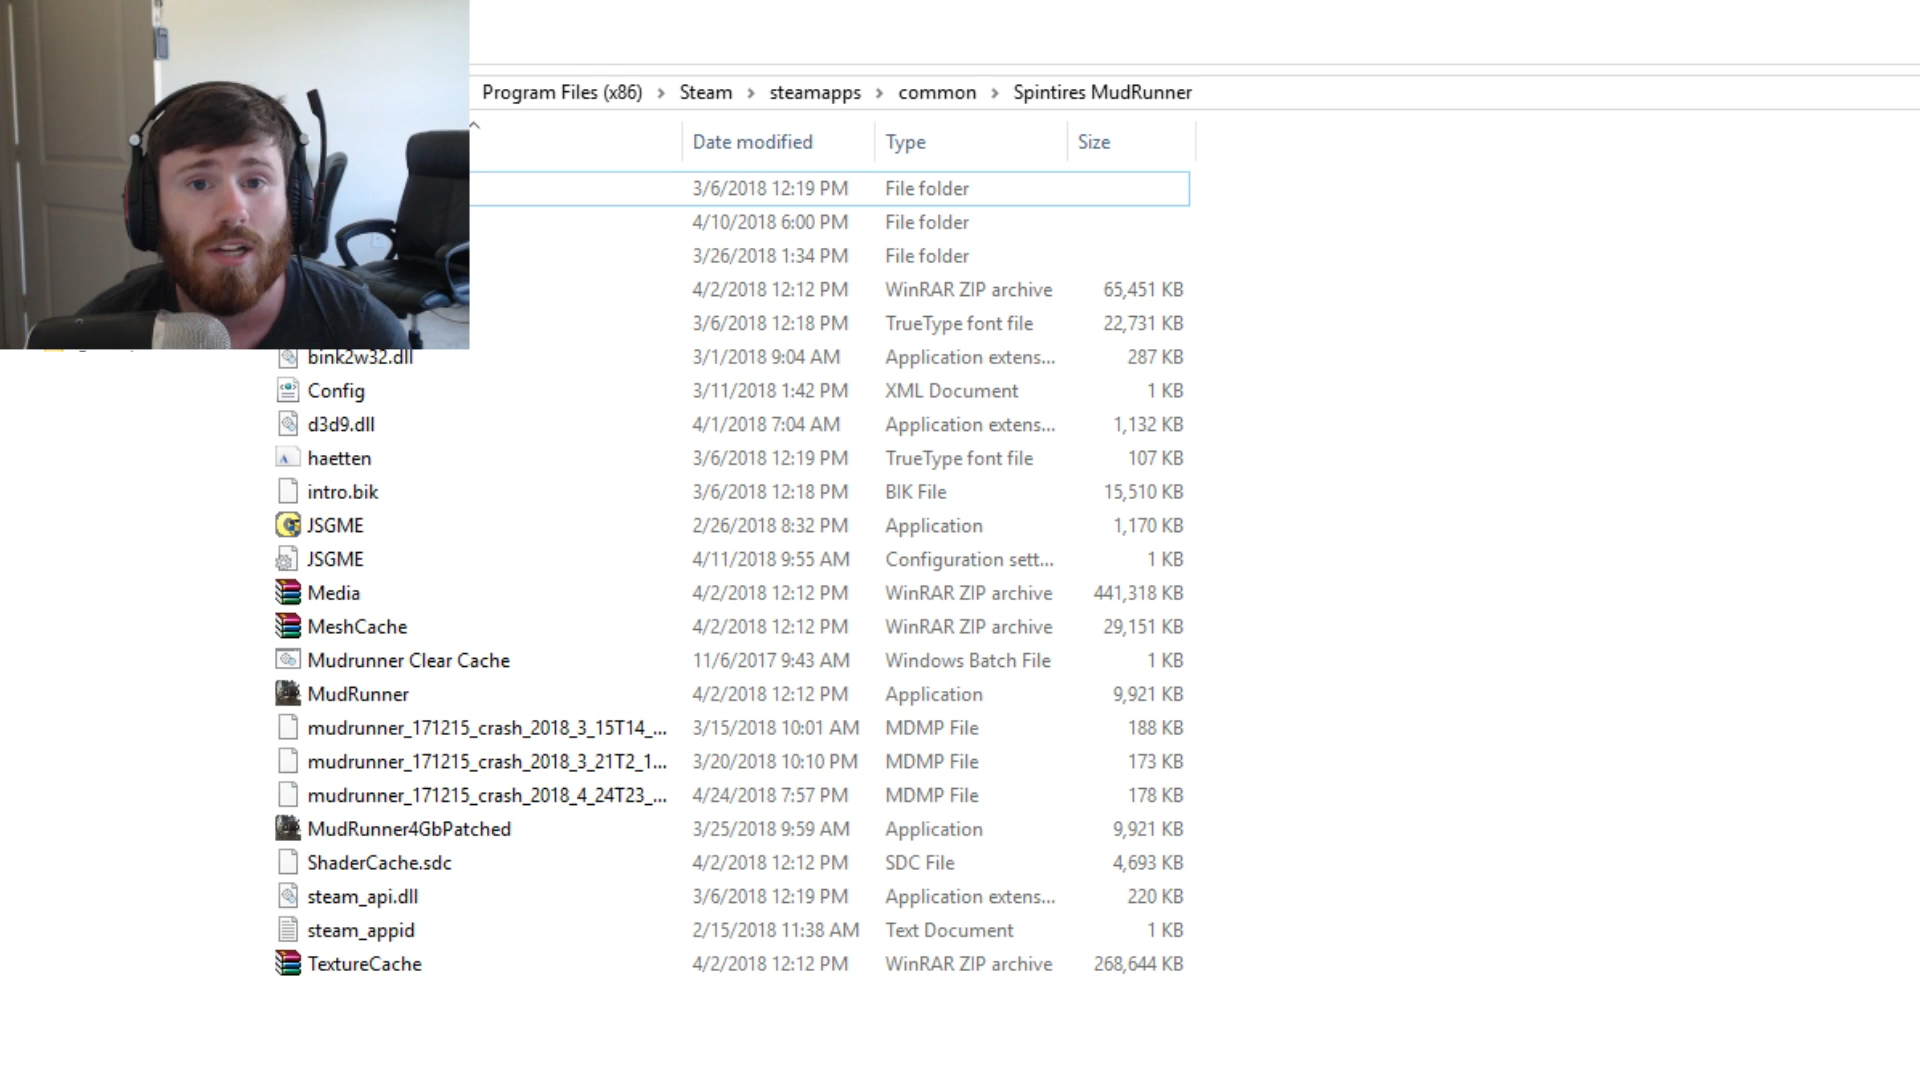 Program Files (x86) > Steam > steamapps > common > Spintires MudRunner
Date modified Type Size
3/6/2018 12:19 PM File folder
4/10/2018 6:00 PM File folder
3/26/2018 1:34 PM File folder
4/2/2018 12:12 PM WinRAR ZIP archive 65,451 KB
3/6/2018 12:18 PM TrueType font file 22,731 KB
bink2w32.dll 3/1/2018 9:04 AM Application extens... 287 KB
Config 3/11/2018 1:42 PM XML Document 1 KB
d3d9.dll 4/1/2018 7:04 AM Application extens... 1,132 KB
haetten 3/6/2018 12:19 PM TrueType font file 107 KB
intro.bik 3/6/2018 12:18 PM BIK File 15,510 KB
JSGME 2/26/2018 8:32 PM Application 1,170 KB
JSGME 4/11/2018 9:55 AM Configuration sett... 1 KB
Media 4/2/2018 12:12 PM WinRAR ZIP archive 441,318 KB
MeshCache 4/2/2018 12:12 PM WinRAR ZIP archive 29,151 KB
Mudrunner Clear Cache 11/6/2017 9:43 AM Windows Batch File 1 KB
MudRunner 4/2/2018 12:12 PM Application 9,921 KB
mudrunner_171215_crash_2018_3_15T14_... 3/15/2018 10:01 AM MDMP File 188 KB
mudrunner_171215_crash_2018_3_21T2_1... 3/20/2018 10:10 PM MDMP File 173 KB
mudrunner_171215_crash_2018_4_24T23_... 4/24/2018 7:57 PM MDMP File 178 KB
MudRunner4GbPatched 3/25/2018 9:59 AM Application 9,921 KB
ShaderCache.sdc 4/2/2018 12:12 PM SDC File 4,693 KB
steam_api.dll 3/6/2018 12:19 PM Application extens... 220 KB
steam_appid 2/15/2018 11:38 AM Text Document 1 KB
TextureCache 4/2/2018 12:12 PM WinRAR ZIP archive 268,644 KB